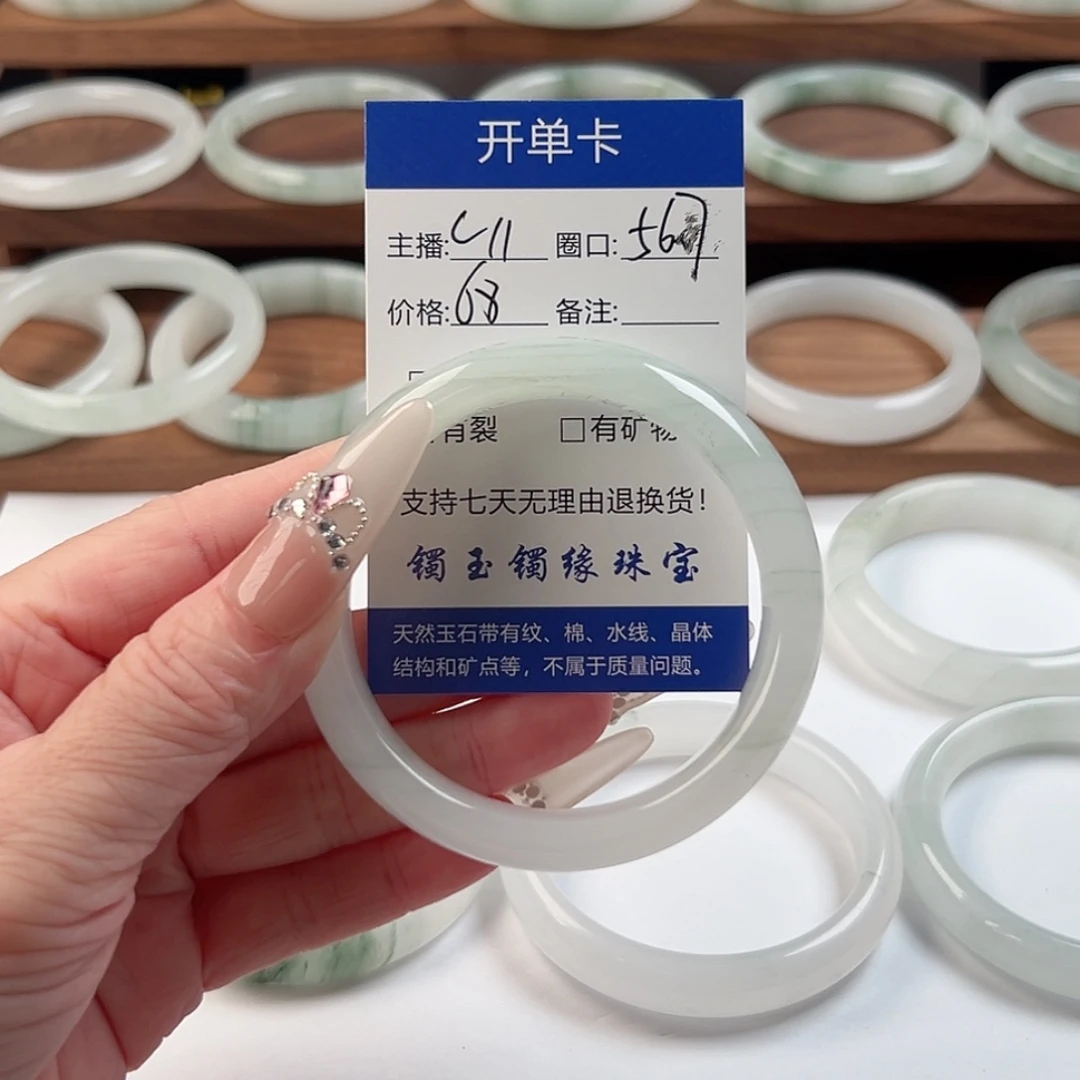 开单卡
主播: 圈口: 56
价格: 68 备注:
有裂 □有矿物
支持七天无理由退换货!
镯玉镯缘珠宝
天然玉石带有纹、棉、水线、晶体
结构和矿点等，不属于质量问题。